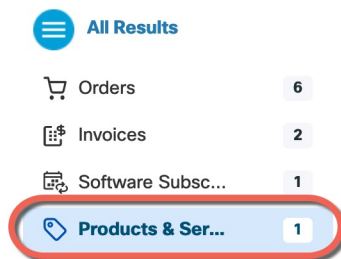 All Results
Orders 6
Invoices 2
Software Subsc... 1
Products & Ser... 1